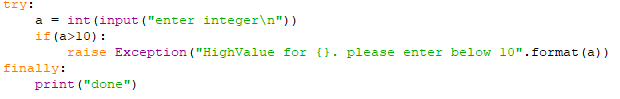 try:
    a = int(input("enter integer\n"))
    if(a>10):
        raise Exception("HighValue for {}. please enter below 10".format(a))
finally:
    print("done")